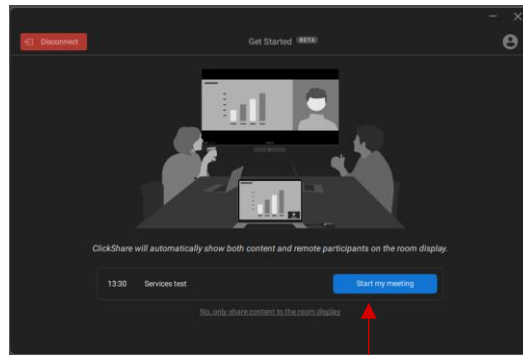 Disconnect
Get Started BETA
ClickShare will automatically show both content and remote participants on the room display.
13:30 Services test Start my meeting
No, only share content to the room display